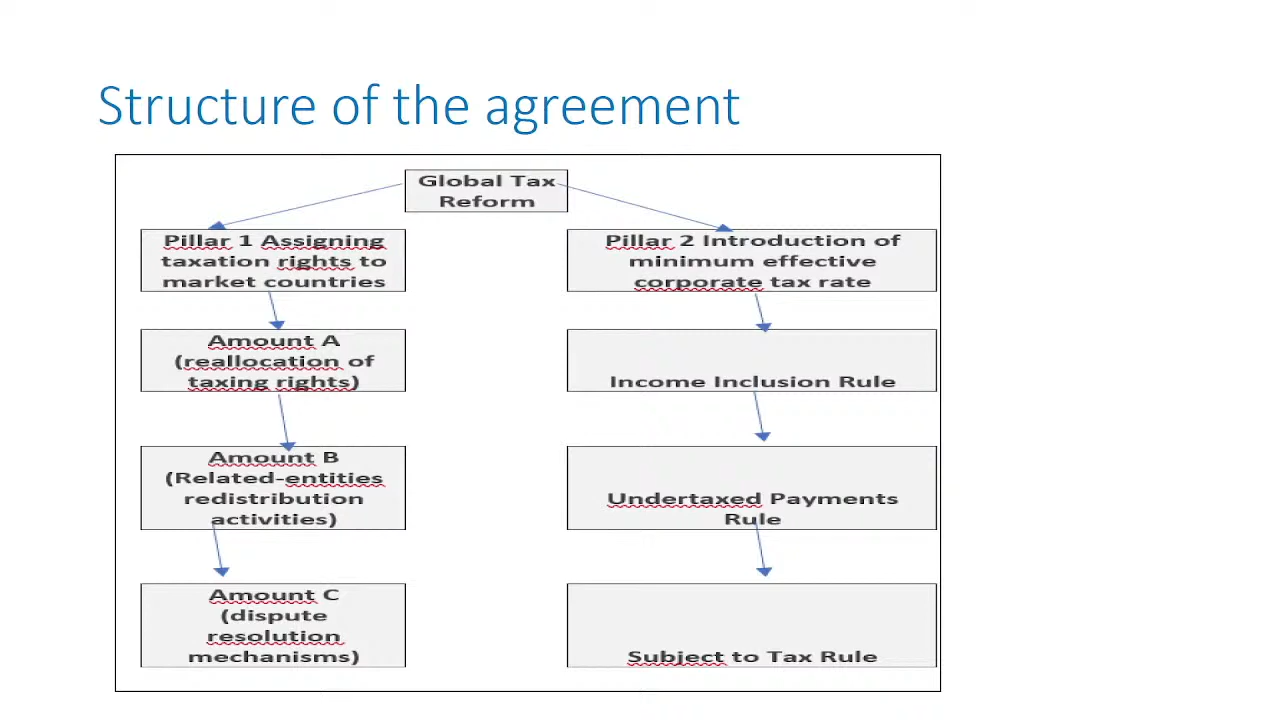 Structure of the agreement
Global Tax
Reform
Pillar 1 Assigning
taxation rights to
market countries
Pillar 2 Introduction of
minimum effective
corporate tax rate
Amount A
(reallocation of
taxing rights)
Income Inclusion Rule
Amount B
(Related-entities
redistribution
activities)
Undertaxed Payments
Rule
Amount C
(dispute
resolution
mechanisms)
Subject to Tax Rule